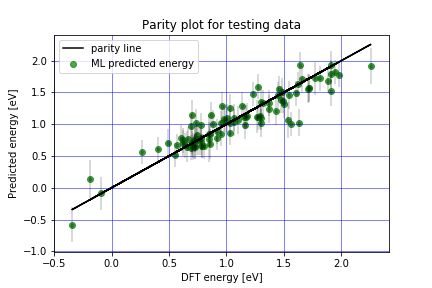 Parity plot for testing data
parity line
ML predicted energy
Predicted energy [eV]
2.0
1.5
1.0
0.5
0.0
−0.5
−1.0
−0.5
0.0
0.5
1.0
1.5
2.0
DFT energy [eV]